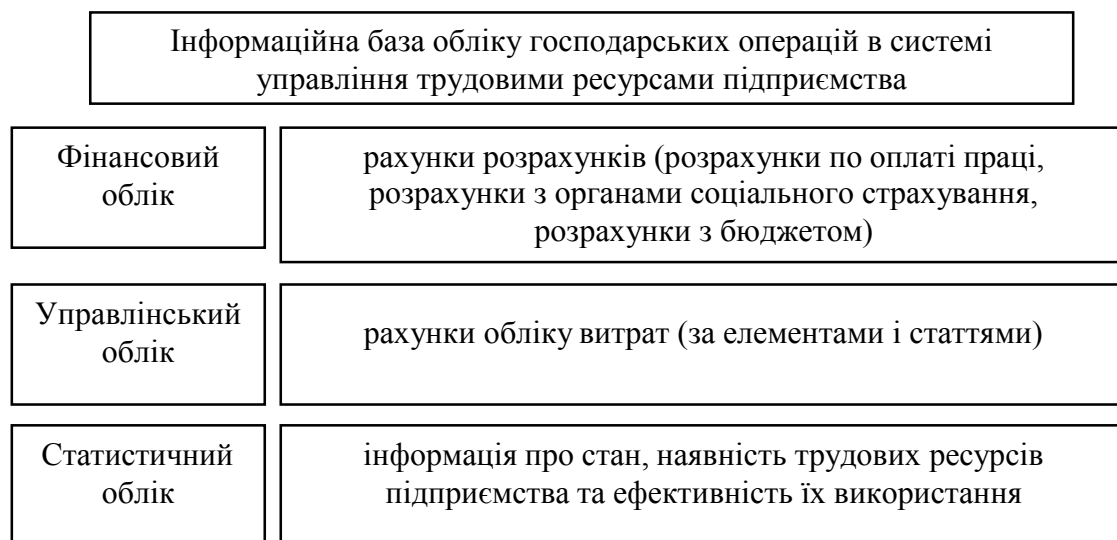 Інформаційна база обліку господарських операцій в системі
управління трудовими ресурсами підприємства
Фінансовий
облік
рахунки розрахунків (розрахунки по оплаті праці,
розрахунки з органами соціального страхування,
розрахунки з бюджетом)
Управлінський
облік
рахунки обліку витрат (за елементами і статтями)
Статистичний
облік
інформація про стан, наявність трудових ресурсів
підприємства та ефективність їх використання